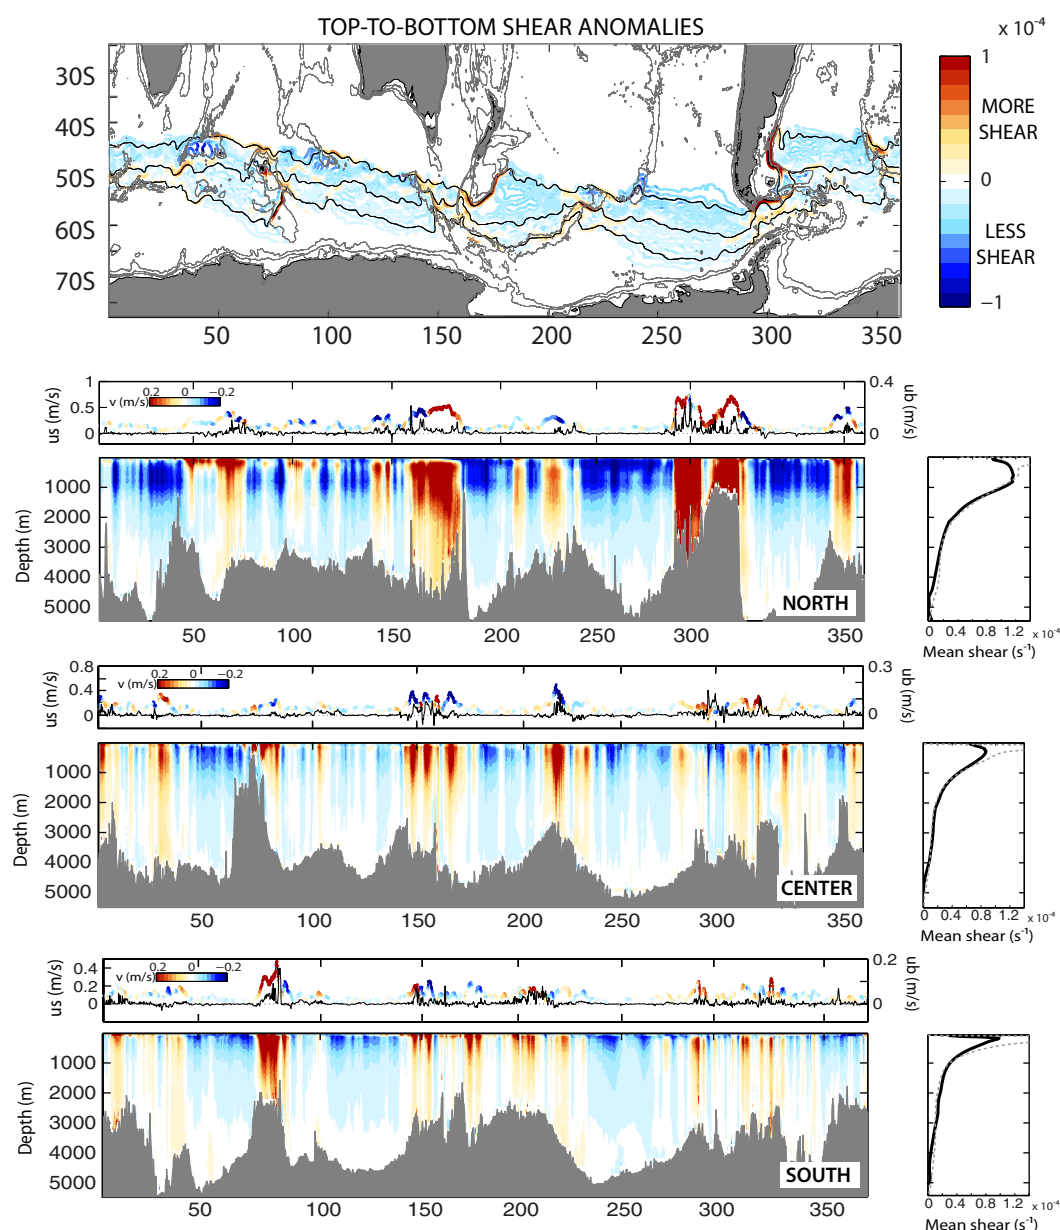 TOP-TO-BOTTOM SHEAR ANOMALIES
x 10-4
30S
40S
50S
60S
70S
50 100 150 200 250 300 350
1
MORE
SHEAR
0
LESS
SHEAR
−1
us (m/s)
1
0.5
0
v (m/s)
0.2 0 −0.2
0.4
0
ub (m/s)
Depth (m)
1000
2000
3000
4000
5000
NORTH
50 100 150 200 250 300 350
0 0.4 0.8 1.2
x 10-4
Mean shear (s-1)
us (m/s)
0.8
0.4
0
v (m/s)
0.2 0 −0.2
0.3
0
ub (m/s)
Depth (m)
1000
2000
3000
4000
5000
CENTER
50 100 150 200 250 300 350
0 0.4 0.8 1.2
x 10-4
Mean shear (s-1)
us (m/s)
0.4
0.2
0
v (m/s)
0.2 0 −0.2
0.2
0
ub (m/s)
Depth (m)
1000
2000
3000
4000
5000
SOUTH
50 100 150 200 250 300 350
0 0.4 0.8 1.2
x 10-4
Mean shear (s-1)